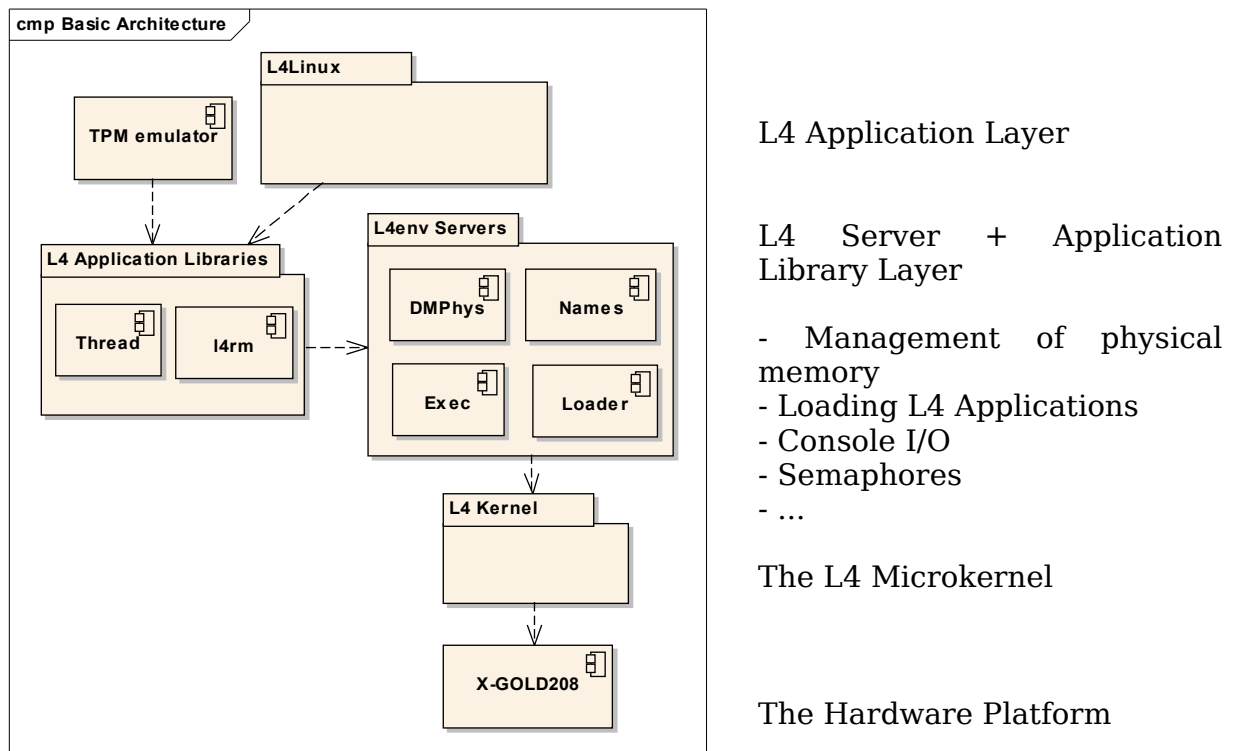 cmp Basic Architecture
L4Linux
TPM emulator
L4 Application Libraries
Thread
l4rm
L4env Servers
DMPhys
Names
Exec
Loader
L4 Kernel
X-GOLD208
L4 Application Layer
L4 Server + Application
Library Layer
- Management of physical
memory
- Loading L4 Applications
- Console I/O
- Semaphores
- ...
The L4 Microkernel
The Hardware Platform